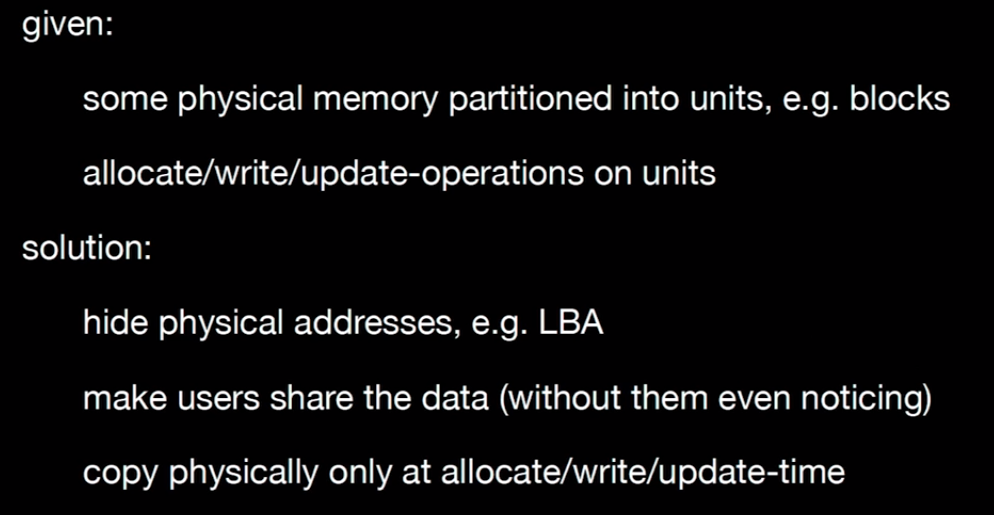 given:
some physical memory partitioned into units, e.g. blocks
allocate/write/update-operations on units
solution:
hide physical addresses, e.g. LBA
make users share the data (without them even noticing)
copy physically only at allocate/write/update-time